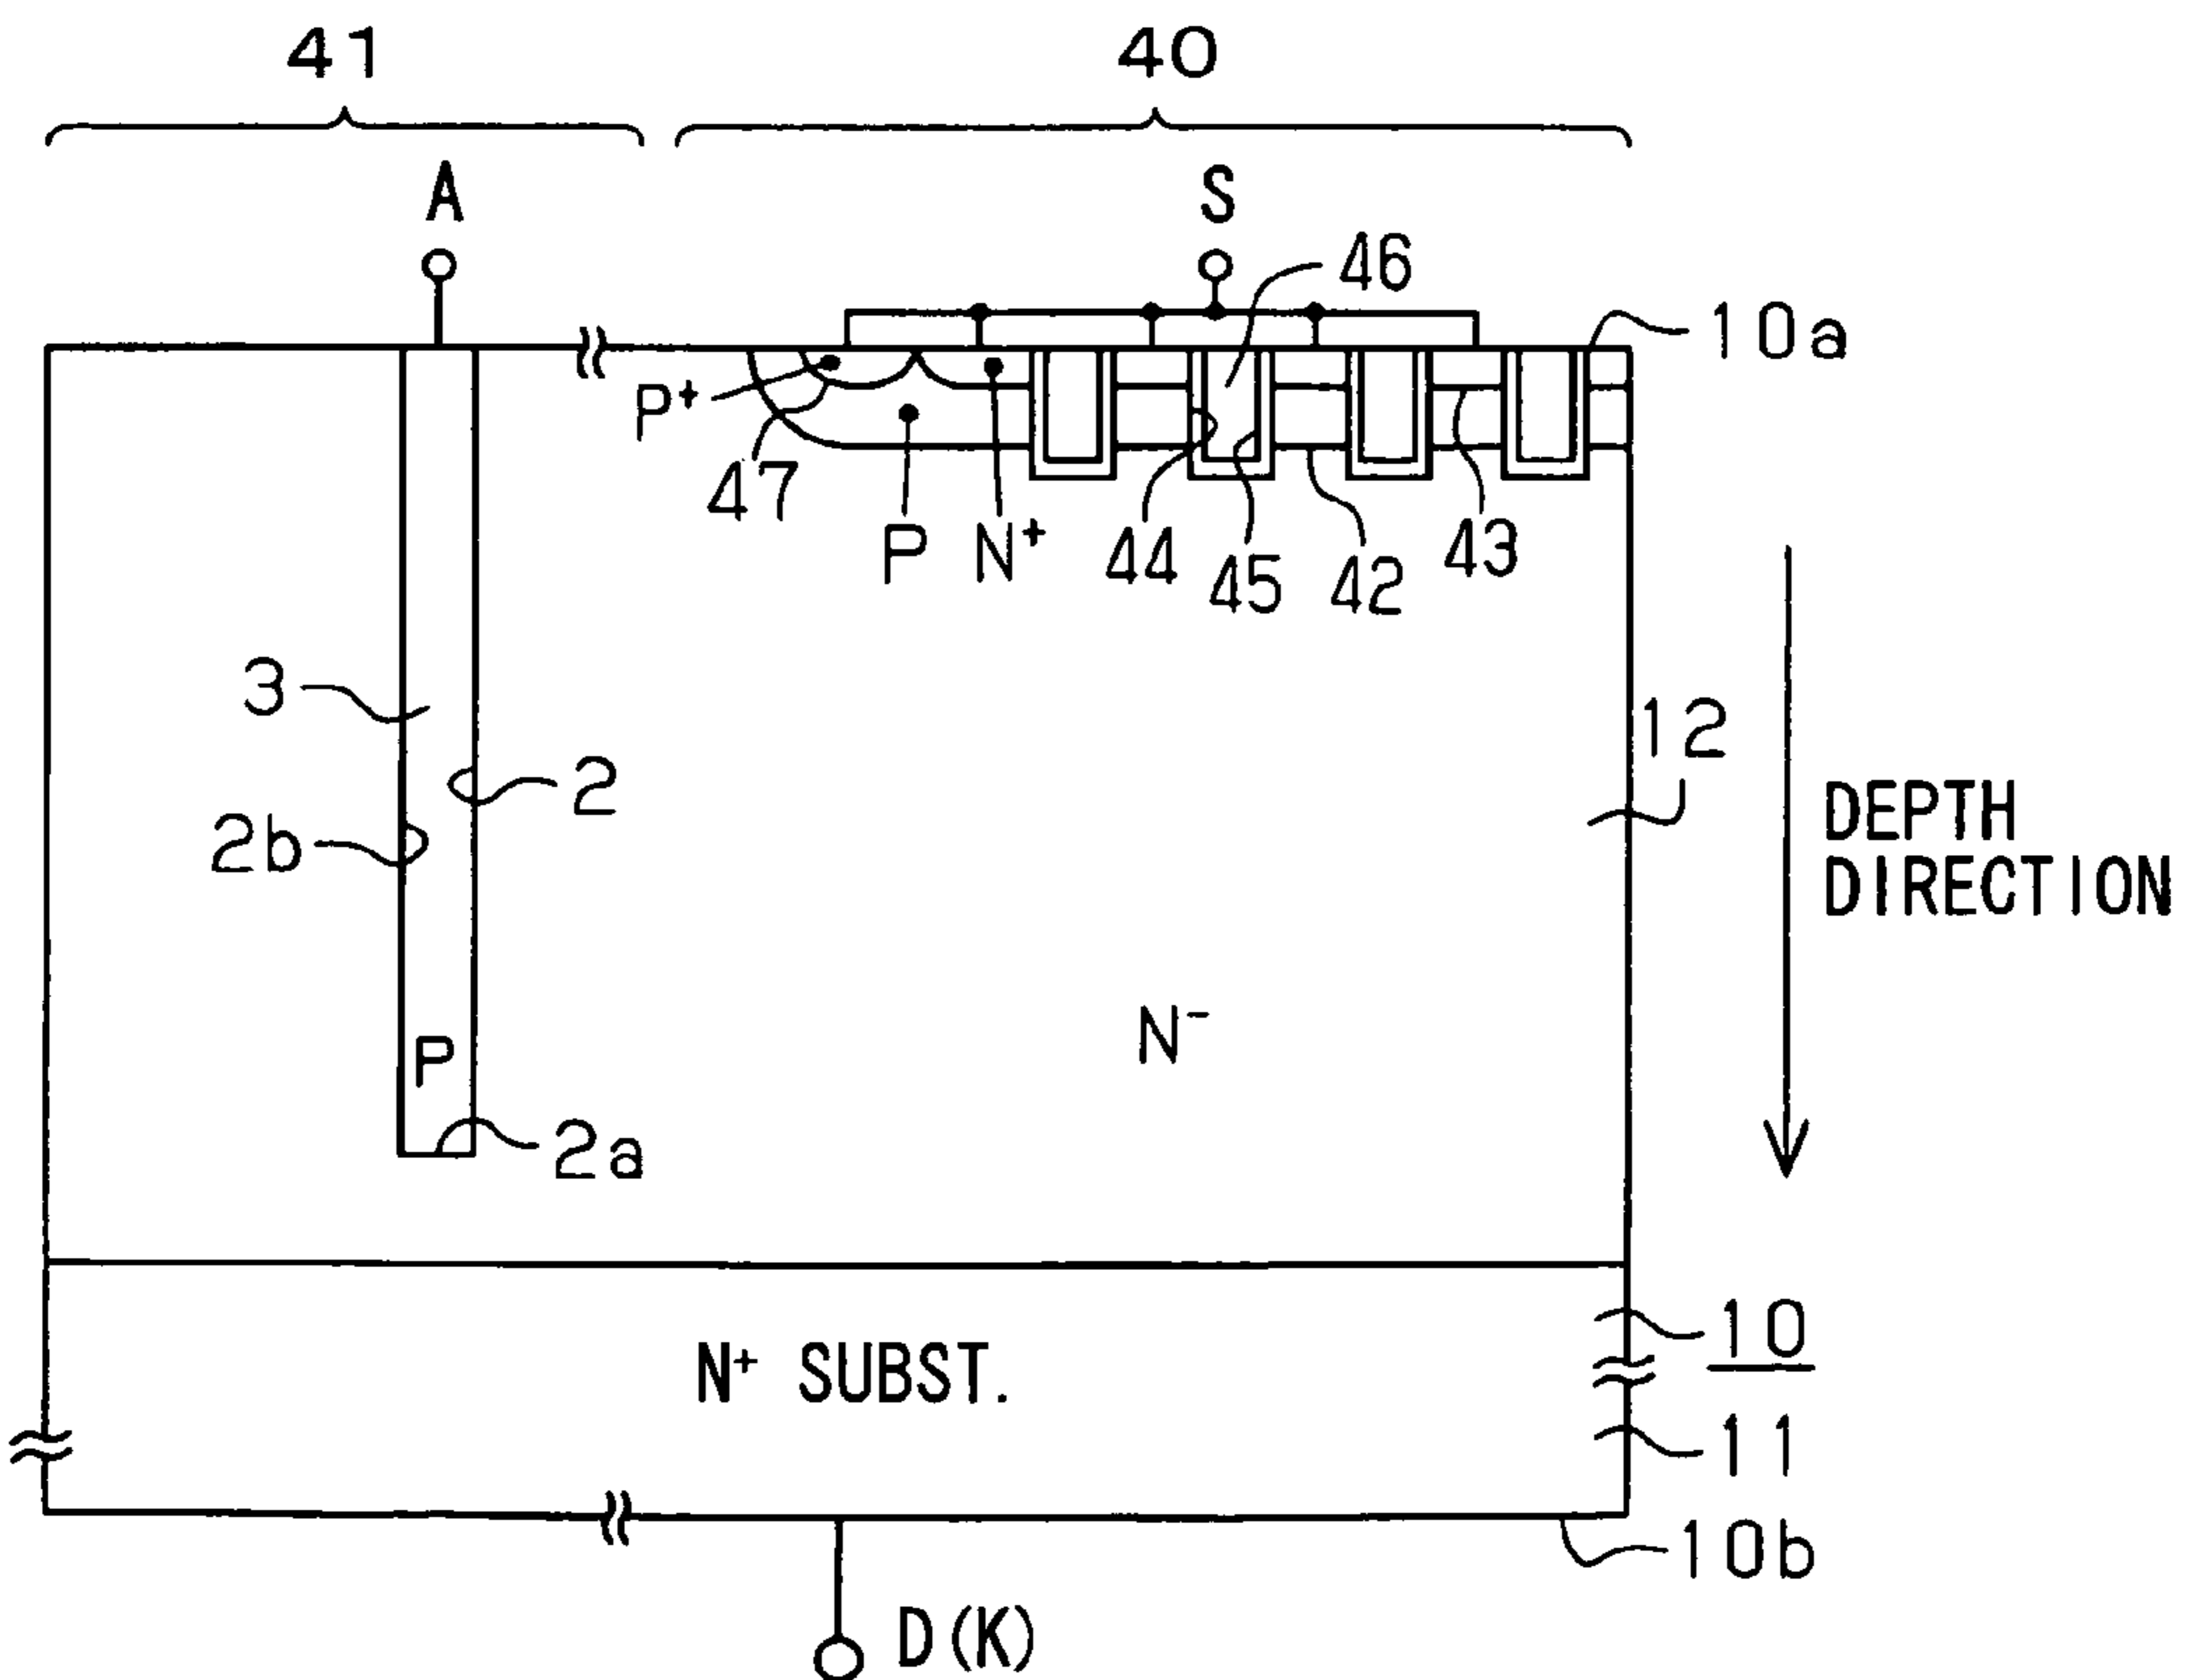 41
40
A
S
46
10a
P+
47
P
N+
44
45
42
43
3
12
2
2b
DEPTH
DIRECTION
N-
P
2a
10
N+ SUBST.
11
10b
D(K)